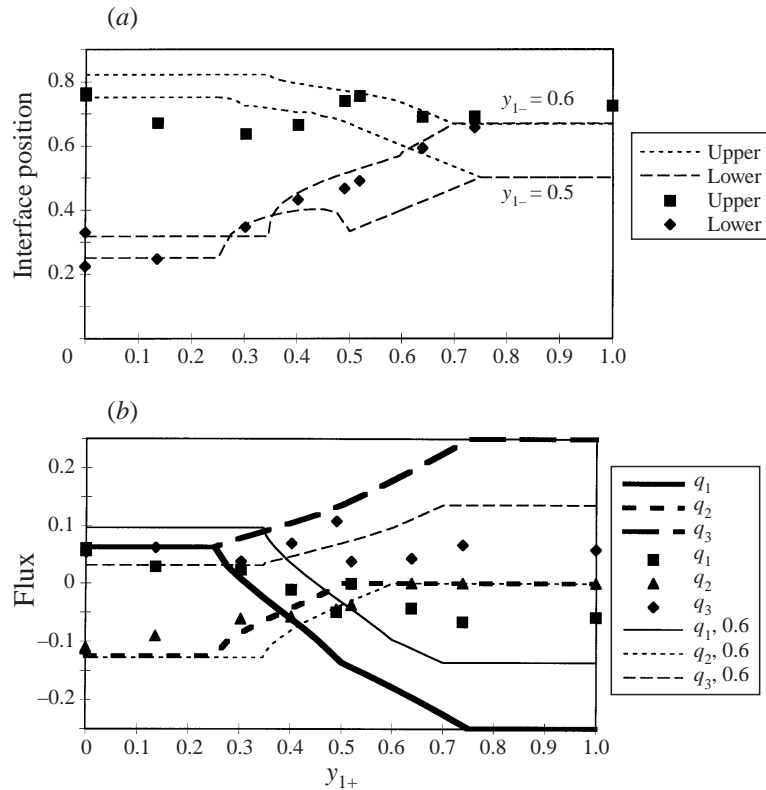 (a)
0.8
0.6
0.4
0.2
0
Interface position
y1– = 0.6
y1– = 0.5
0.1 0.2 0.3 0.4 0.5 0.6 0.7 0.8 0.9 1.0
Upper
Lower
Upper
Lower
(b)
0.2
0.1
0
–0.1
–0.2
Flux
0 0.1 0.2 0.3 0.4 0.5 0.6 0.7 0.8 0.9 1.0
y1+
q1
q2
q3
q1
q2
q3
q1, 0.6
q2, 0.6
q3, 0.6